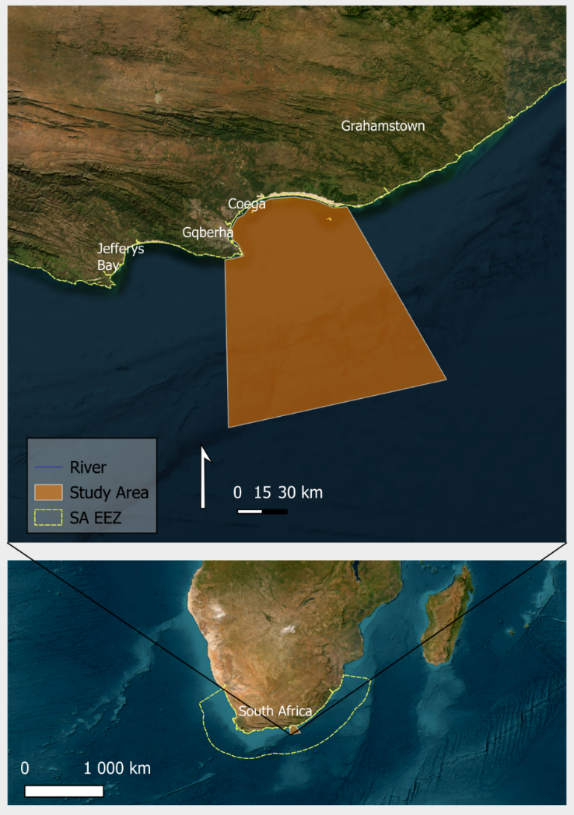 Grahamstown
Coega
Gqberha
Jefferys
Bay
River
Study Area
SA EEZ
0 15 30 km
South Africa
0 1 000 km